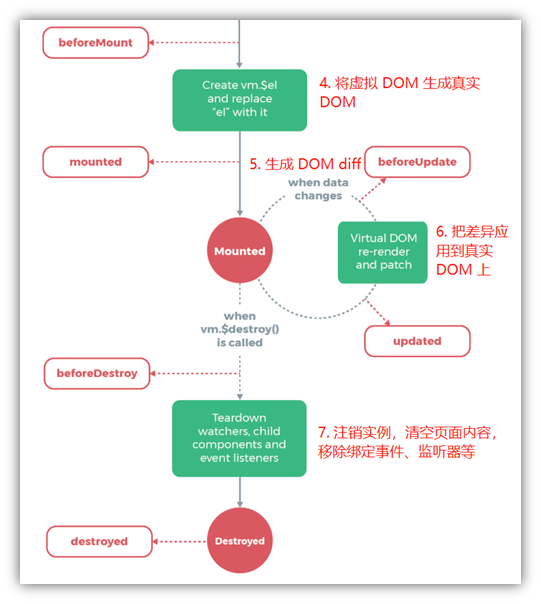 beforeMount
Create vm.$el
and replace
"el" with it
4. 将虚拟 DOM 生成真实
DOM
mounted
5. 生成 DOM diff
when data
changes
beforeUpdate
Mounted
Virtual DOM
re-render
and patch
6. 把差异应
用到真实
DOM 上
when
vm.$destroy()
is called
updated
beforeDestroy
Teardown
watchers, child
components and
event listeners
7. 注销实例，清空页面内容，
移除绑定事件、监听器等
destroyed
Destroyed